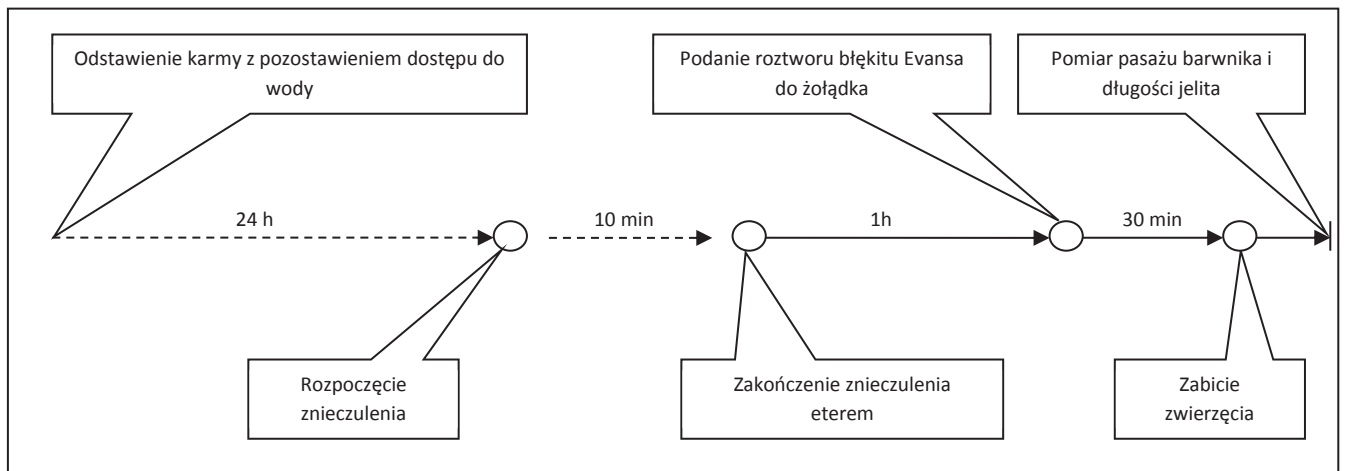 Odstawienie karmy z pozostawieniem dostępu do
wody
Podanie roztworu błękitu Evansa
do żołądka
Pomiar pasażu barwnika i
długości jelita
24 h
10 min
1h
30 min
Rozpoczęcie
znieczulenia
Zakończenie znieczulenia
eterem
Zabicie
zwierzęcia